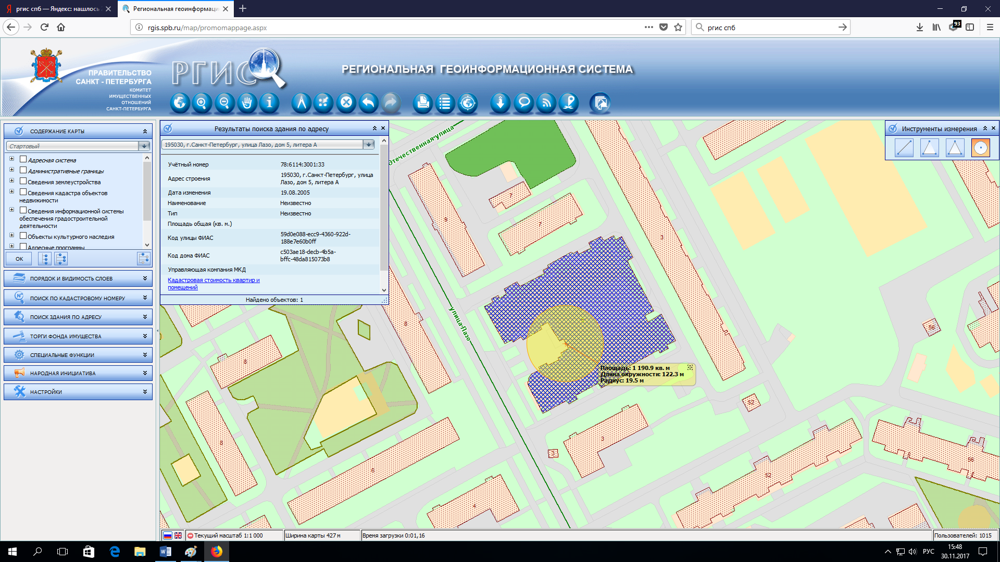 ргис спб — Яндекс: нашлось
Региональная геоинформаци
rgis.spb.ru/map/promomappage.aspx
ргис спб
93
ПРАВИТЕЛЬСТВО
САНКТ - ПЕТЕРБУРГА
КОМИТЕТ
ИМУЩЕСТВЕННЫХ
ОТНОШЕНИЙ
САНКТ-ПЕТЕРБУРГА
РГИС
РЕГИОНАЛЬНАЯ ГЕОИНФОРМАЦИОННАЯ СИСТЕМА
СОДЕРЖАНИЕ КАРТЫ
Стартовый
Адресная система
Административные границы
Сведения землеустройства
Сведения кадастра объектов
недвижимости
Сведения информационной системы
обеспечения градостроительной
деятельности
Объекты культурного наследия
Адресные программы
ОК
ПОРЯДОК И ВИДИМОСТЬ СЛОЕВ
ПОИСК ПО КАДАСТРОВОМУ НОМЕРУ
ПОИСК ЗДАНИЯ ПО АДРЕСУ
ТОРГИ ФОНДА ИМУЩЕСТВА
СПЕЦИАЛЬНЫЕ ФУНКЦИИ
НАРОДНАЯ ИНИЦИАТИВА
НАСТРОЙКИ
Результаты поиска здания по адресу
195030, г.Санкт-Петербург, улица Лазо, дом 5, литера А
Учётный номер 78:6114:3001:33
Адрес строения 195030, г.Санкт-Петербург, улица
Лазо, дом 5, литера А
Дата изменения 19.08.2005
Наименование Неизвестно
Тип Неизвестно
Площадь общая (кв. м.)
Код улицы ФИАС 59d0e088-ecc9-4360-922d-
188e7e60b0ff
Код дома ФИАС c503ae18-decb-4b5a-
bffc-48da815073b8
Управляющая компания МКД
Кадастровая стоимость квартир и
помещений
Найдено объектов: 1
Инструменты измерения
Отечественная улица
улица Лазо
7
9
7
3
8
8
8
6
4
3
3
52
52
56
56
Площадь: 1 190.9 кв. м
Длина окружности: 122.3 м
Радиус: 19.5 м
Текущий масштаб 1:1 000
Ширина карты 427 м
Время загрузки 0:01,16
Пользователей: 1015
РУС
15:48
30.11.2017